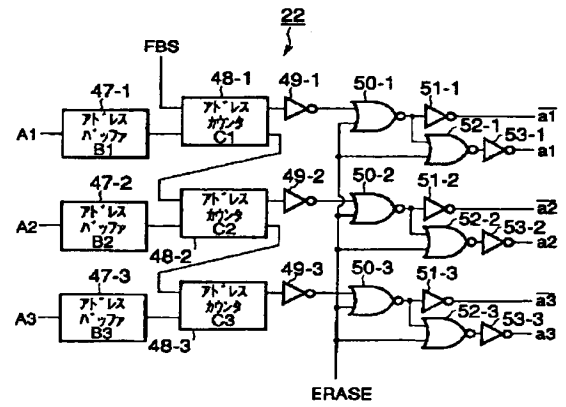 22
FBS
48-1
49-1
50-1
51-1
47-1
アドレス
カウンタ
C1
a1
52-1
53-1
A1
アドレス
バッファ
B1
a1
47-2
49-2
50-2
51-2
アドレス
カウンタ
C2
a2
52-2
53-2
A2
アドレス
バッファ
B2
48-2
a2
47-3
49-3
50-3
51-3
アドレス
カウンタ
C3
a3
52-3
53-3
A3
アドレス
バッファ
B3
48-3
a3
ERASE